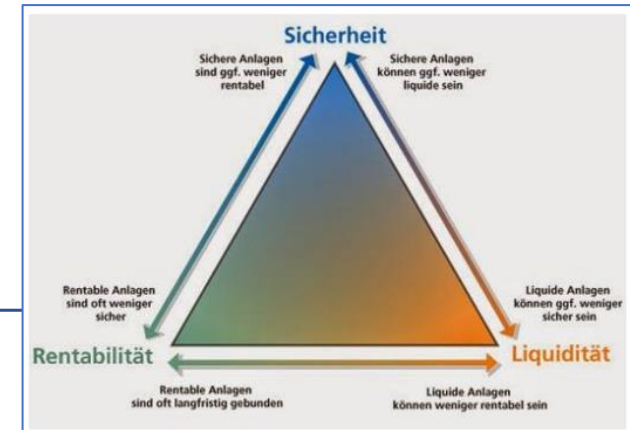 Sicherheit
Sichere Anlagen
sind ggf. weniger
rentabel
Sichere Anlagen
können ggf. weniger
liquide sein
Rentable Anlagen
sind oft weniger
sicher
Liquide Anlagen
können ggf. weniger
sicher sein
Rentabilität
Liquidität
Rentable Anlagen
sind oft langfristig gebunden
Liquide Anlagen
können weniger rentabel sein